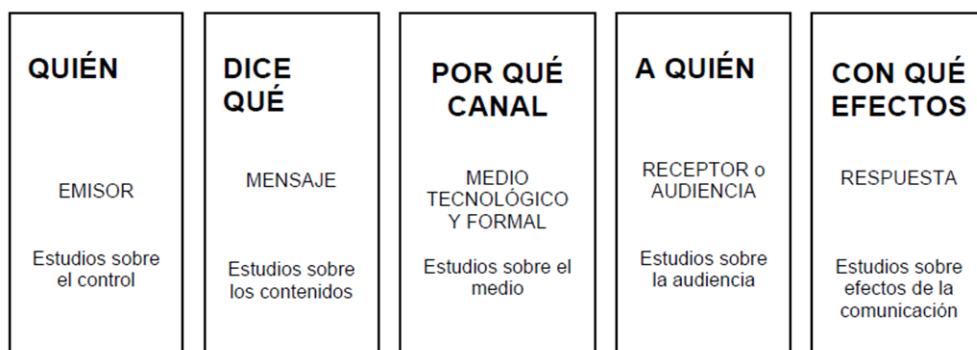 QUIÉN
EMISOR
Estudios sobre
el control
DICE
QUÉ
MENSAJE
Estudios sobre
los contenidos
POR QUÉ
CANAL
MEDIO
TECNOLÓGICO
Y FORMAL
Estudios sobre el
medio
A QUIÉN
RECEPTOR o
AUDIENCIA
Estudios sobre
la audiencia
CON QUÉ
EFECTOS
RESPUESTA
Estudios sobre
efectos de la
comunicación